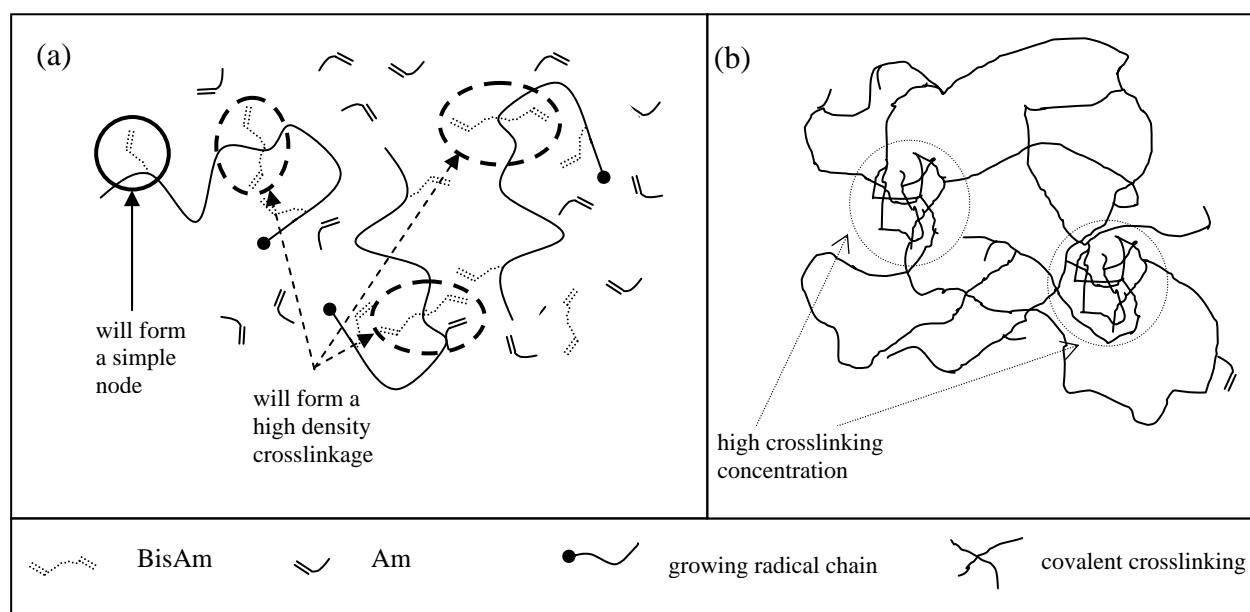 (a)
will form
a simple
node
will form a
high density
crosslinkage
(b)
high crosslinking
concentration
BisAm
Am
growing radical chain
covalent crosslinking